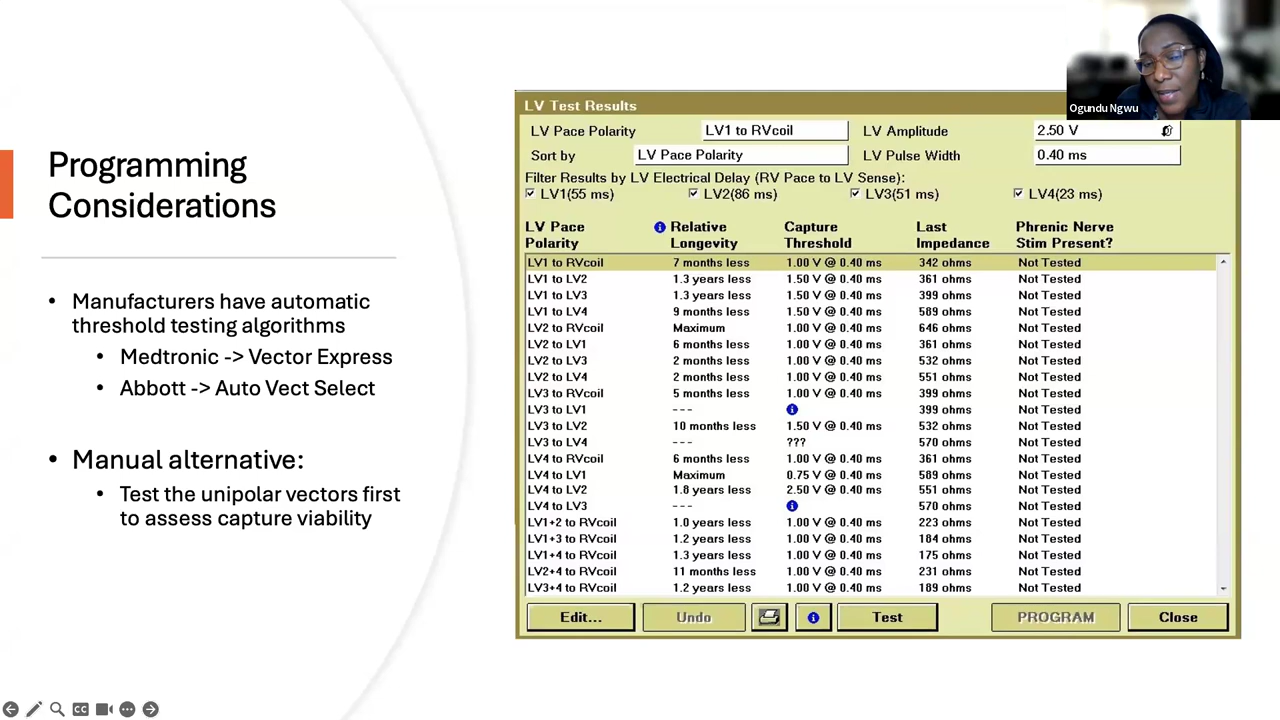 Programming
Considerations
• Manufacturers have automatic
threshold testing algorithms
• Medtronic -> Vector Express
• Abbott -> Auto Vect Select
• Manual alternative:
• Test the unipolar vectors first
to assess capture viability
Ogundu Ngwu
LV Test Results
LV Pace Polarity LV1 to RVcoil LV Amplitude 2.50 V
Sort by LV Pace Polarity LV Pulse Width 0.40 ms
Filter Results by LV Electrical Delay (RV Pace to LV Sense):
LV1(55 ms) LV2(86 ms) LV3(51 ms) LV4(23 ms)
LV Pace Relative Capture Last Phrenic Nerve
Polarity Longevity Threshold Impedance Stim Present?
LV1 to RVcoil 7 months less 1.00 V @ 0.40 ms 342 ohms Not Tested
LV1 to LV2 1.3 years less 1.50 V @ 0.40 ms 361 ohms Not Tested
LV1 to LV3 1.3 years less 1.50 V @ 0.40 ms 399 ohms Not Tested
LV1 to LV4 9 months less 1.50 V @ 0.40 ms 589 ohms Not Tested
LV2 to RVcoil Maximum 1.00 V @ 0.40 ms 646 ohms Not Tested
LV2 to LV1 6 months less 1.00 V @ 0.40 ms 361 ohms Not Tested
LV2 to LV3 2 months less 1.00 V @ 0.40 ms 532 ohms Not Tested
LV2 to LV4 2 months less 1.00 V @ 0.40 ms 551 ohms Not Tested
LV3 to RVcoil 5 months less 1.00 V @ 0.40 ms 399 ohms Not Tested
LV3 to LV1 --- 399 ohms Not Tested
LV3 to LV2 10 months less 1.50 V @ 0.40 ms 532 ohms Not Tested
LV3 to LV4 --- ??? 570 ohms Not Tested
LV4 to RVcoil 6 months less 1.00 V @ 0.40 ms 361 ohms Not Tested
LV4 to LV1 Maximum 0.75 V @ 0.40 ms 589 ohms Not Tested
LV4 to LV2 1.8 years less 2.50 V @ 0.40 ms 551 ohms Not Tested
LV4 to LV3 --- 570 ohms Not Tested
LV1+2 to RVcoil 1.0 years less 1.00 V @ 0.40 ms 223 ohms Not Tested
LV1+3 to RVcoil 1.2 years less 1.00 V @ 0.40 ms 184 ohms Not Tested
LV1+4 to RVcoil 1.3 years less 1.00 V @ 0.40 ms 175 ohms Not Tested
LV2+4 to RVcoil 11 months less 1.00 V @ 0.40 ms 231 ohms Not Tested
LV3+4 to RVcoil 1.2 years less 1.00 V @ 0.40 ms 189 ohms Not Tested
Edit... Undo Test PROGRAM Close
CC